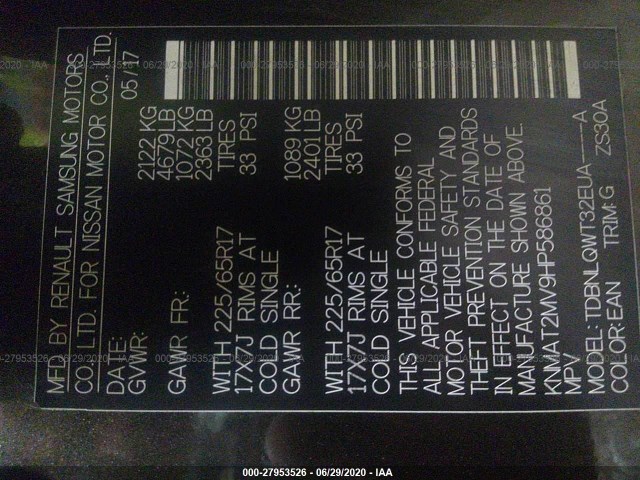 MFD BY RENAULT SAMSUNG MOTORS
CO., LTD. FOR NISSAN MOTOR CO., LTD.
DATE: 05/17
GVWR: 2122 KG
4679 LB
GAWR FR: 1072 KG
2363 LB
WITH 225/65R17 TIRES
17X7J RIMS AT 33 PSI
COLD SINGLE
GAWR RR: 1089 KG
2401 LB
WITH 225/65R17 TIRES
17X7J RIMS AT 33 PSI
COLD SINGLE
THIS VEHICLE CONFORMS TO
ALL APPLICABLE FEDERAL
MOTOR VEHICLE SAFETY AND
THEFT PREVENTION STANDARDS
IN EFFECT ON THE DATE OF
MANUFACTURE SHOWN ABOVE.
KNMAT2MV9HP586861
MPV
MODEL: TDBNLQWT32EUA-----A
COLOR: EAN TRIM: G ZS30A
000-27953526 - 06/29/2020 - IAA